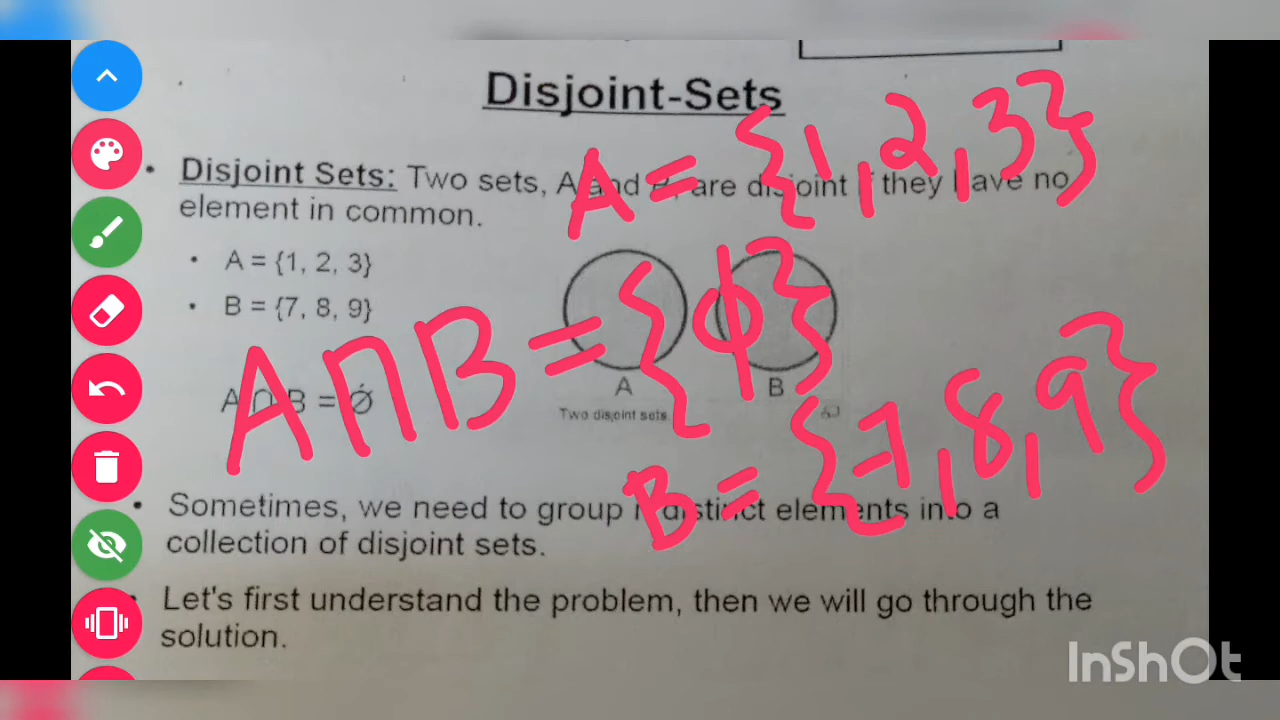 Disjoint-Sets
Disjoint Sets: Two sets, A and B, are disjoint if they have no
element in common.
A = {1, 2, 3}
B = {7, 8, 9}
A ∩ B = Ø
A
B
Two disjoint sets.
Sometimes, we need to group n distinct elements into a
collection of disjoint sets.
Let's first understand the problem, then we will go through the
solution.
A = {1, 2, 3}
A∩B = {ϕ}
B = {7, 8, 9}
InShOt